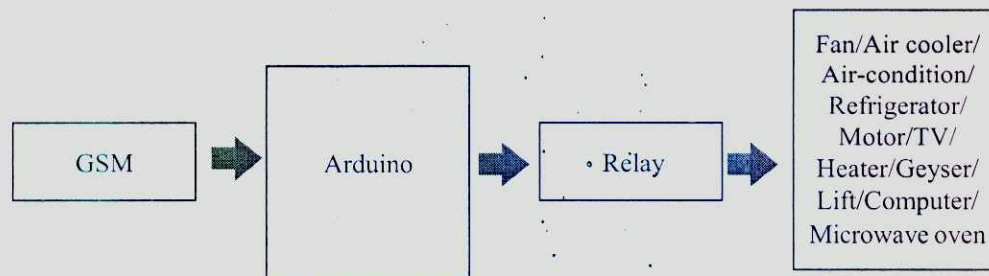 GSM
Arduino
Relay
Fan/Air cooler/
Air-condition/
Refrigerator/
Motor/TV/
Heater/Geyser/
Lift/Computer/
Microwave oven